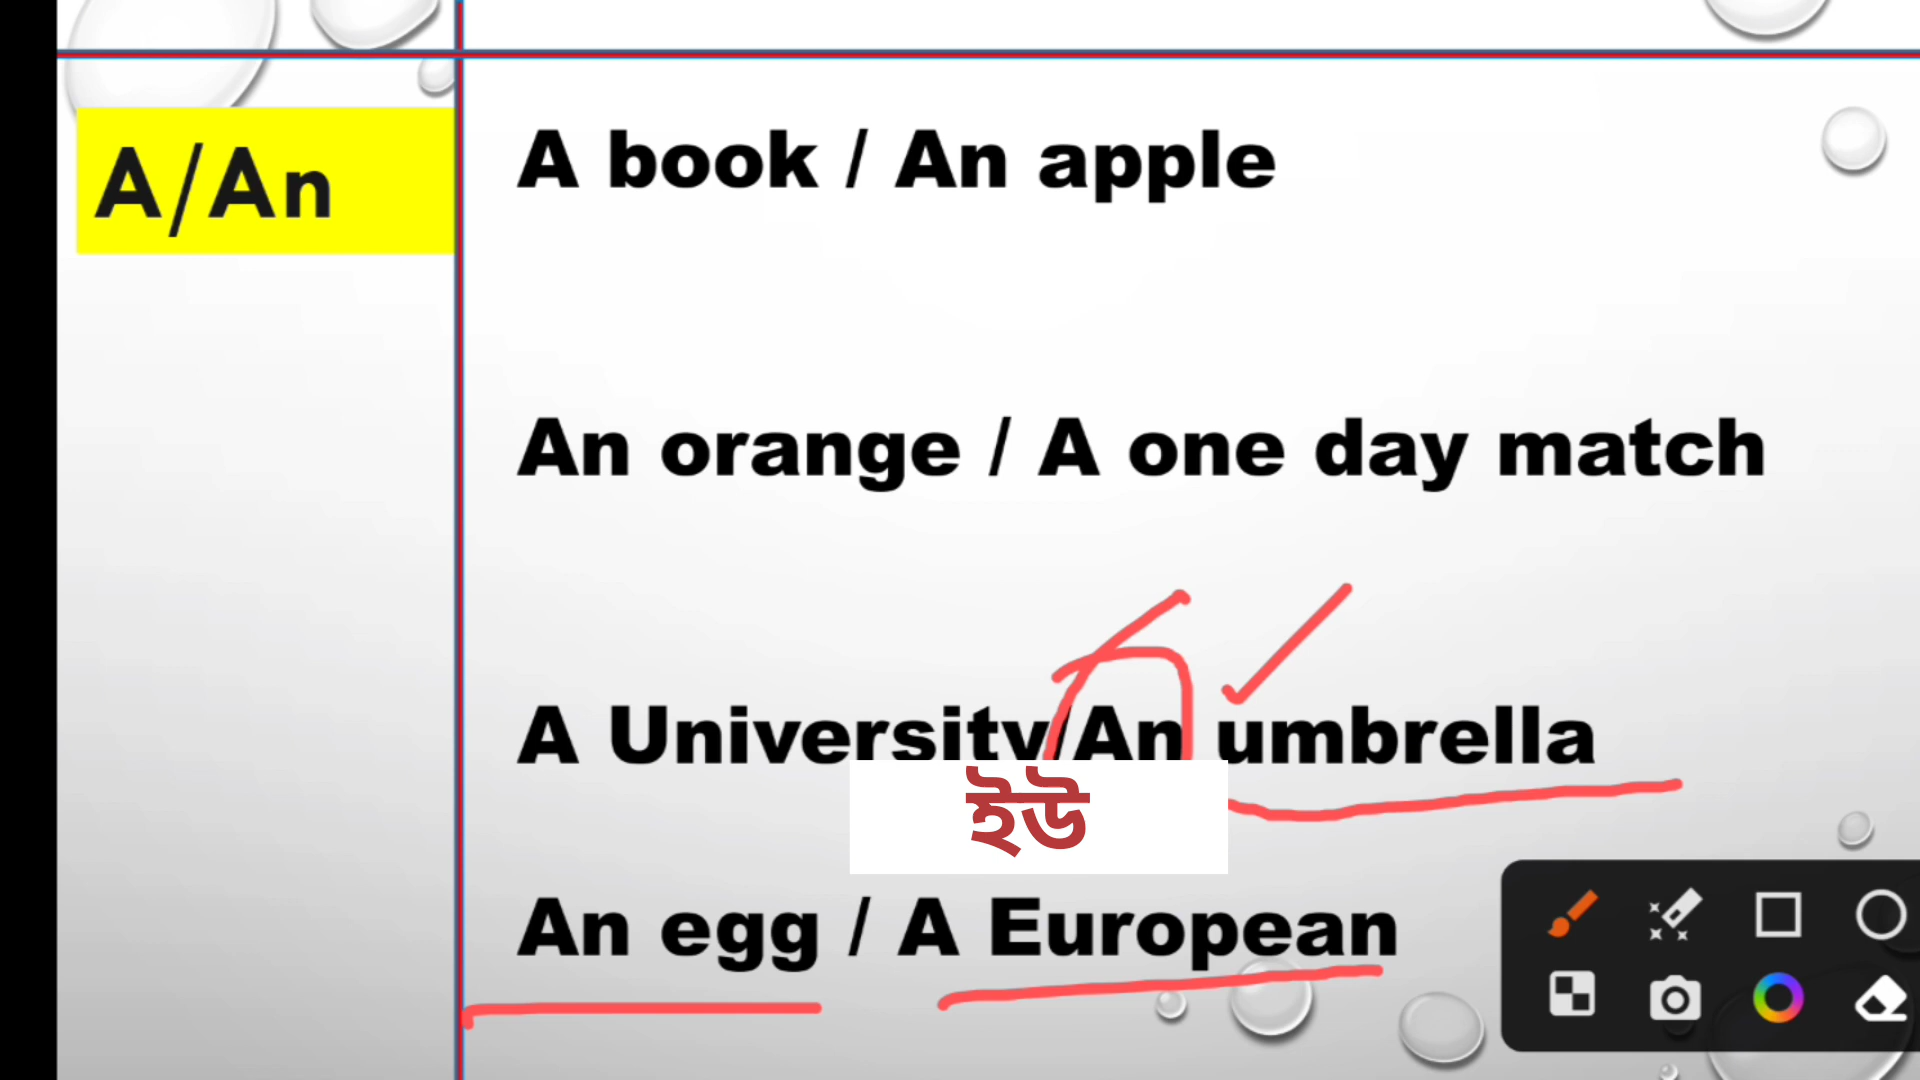 A/An
A book / An apple
An orange / A one day match
A University/An umbrella
ইউ
An egg / A European